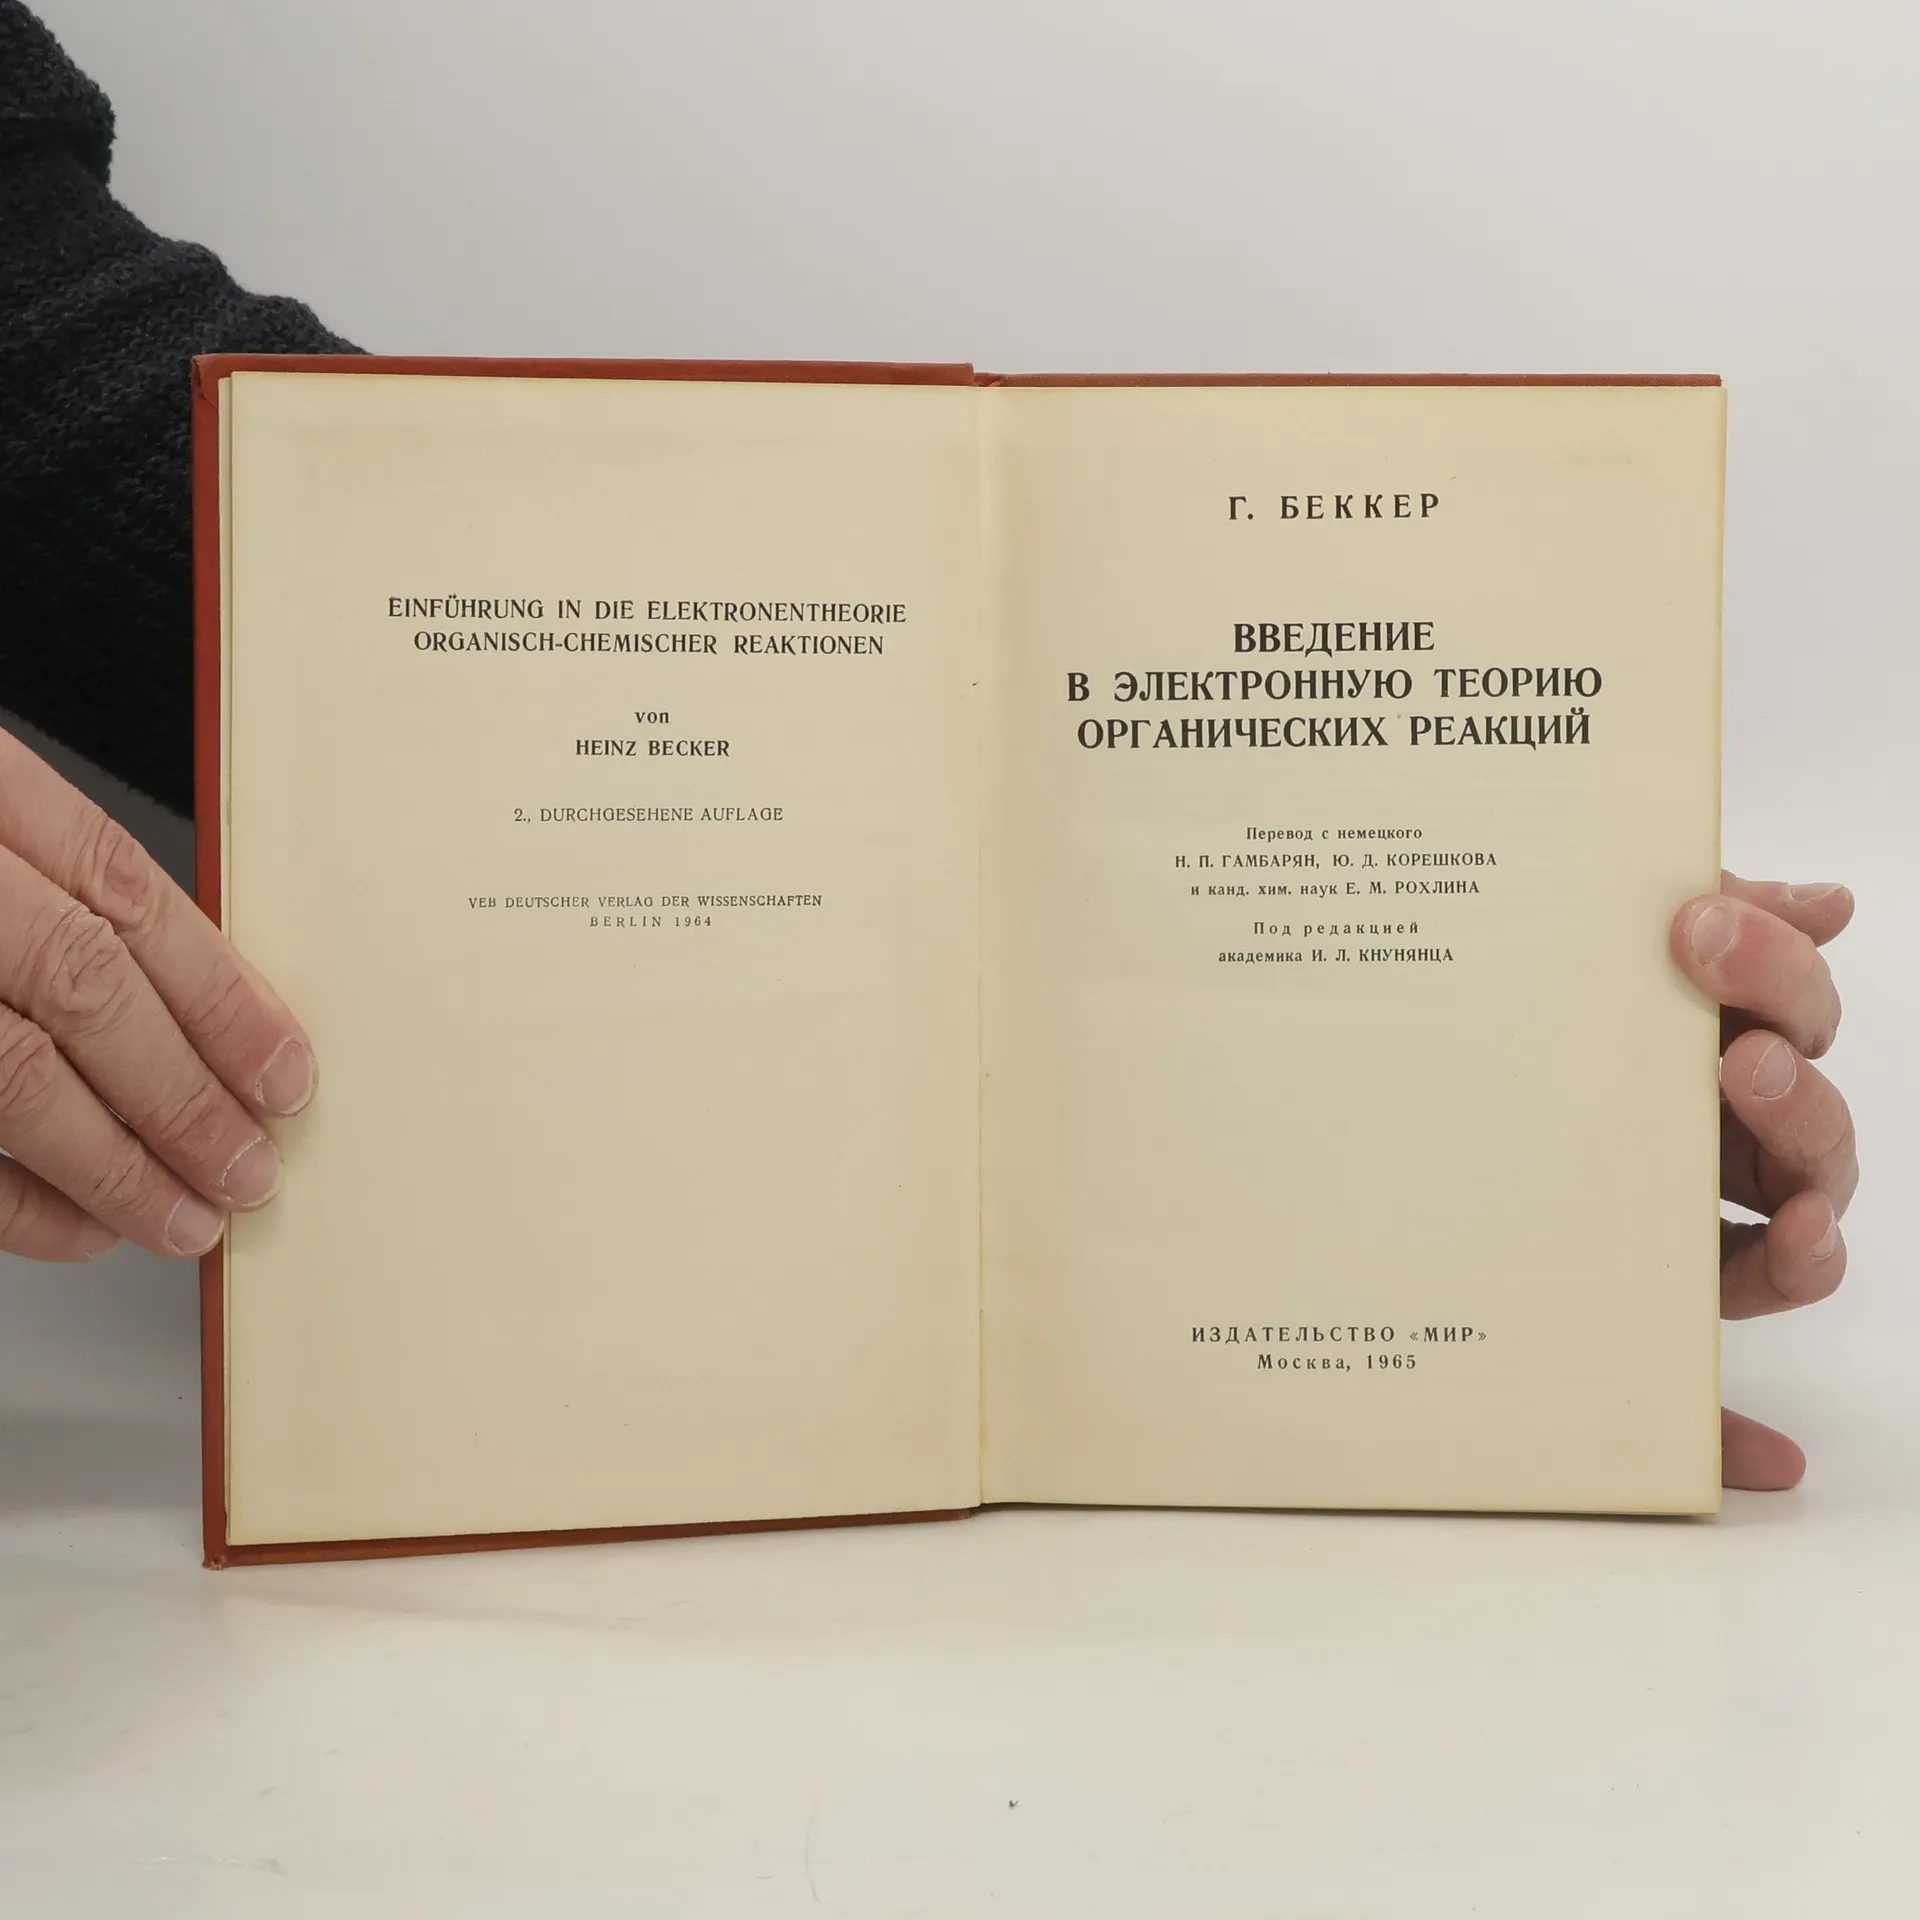 EINFÜHRUNG IN DIE ELEKTRONENTHEORIE
ORGANISCH-CHEMISCHER REAKTIONEN
von
HEINZ BECKER
2., DURCHGESEHENE AUFLAGE
VEB DEUTSCHER VERLAG DER WISSENSCHAFTEN
BERLIN 1964
Г. БЕККЕР
ВВЕДЕНИЕ
В ЭЛЕКТРОННУЮ ТЕОРИЮ
ОРГАНИЧЕСКИХ РЕАКЦИЙ
Перевод с немецкого
Н. П. ГАМБАРЯН, Ю. Д. КОРЕШКОВА
и канд. хим. наук Е. М. РОХЛИНА
Под редакцией
академика И. Л. КНУНЯНЦА
ИЗДАТЕЛЬСТВО «МИР»
Москва, 1965